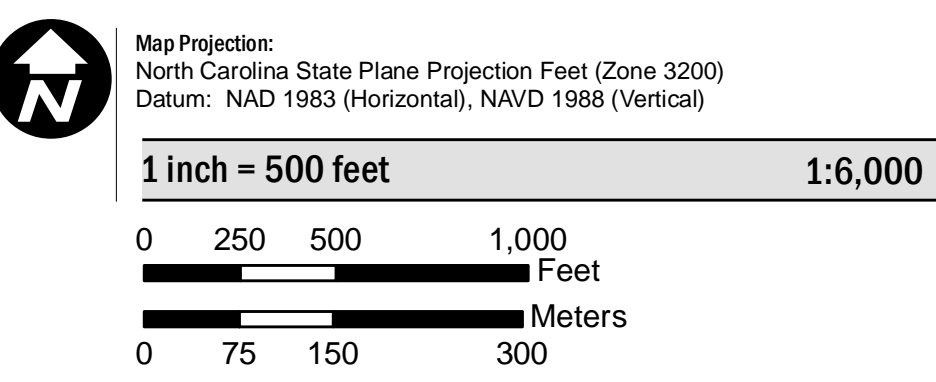 N
Map Projection:
North Carolina State Plane Projection Feet (Zone 3200)
Datum: NAD 1983 (Horizontal), NAVD 1988 (Vertical)
1 inch = 500 feet 1:6,000
0 250 500 1,000
Feet
Meters
0 75 150 300